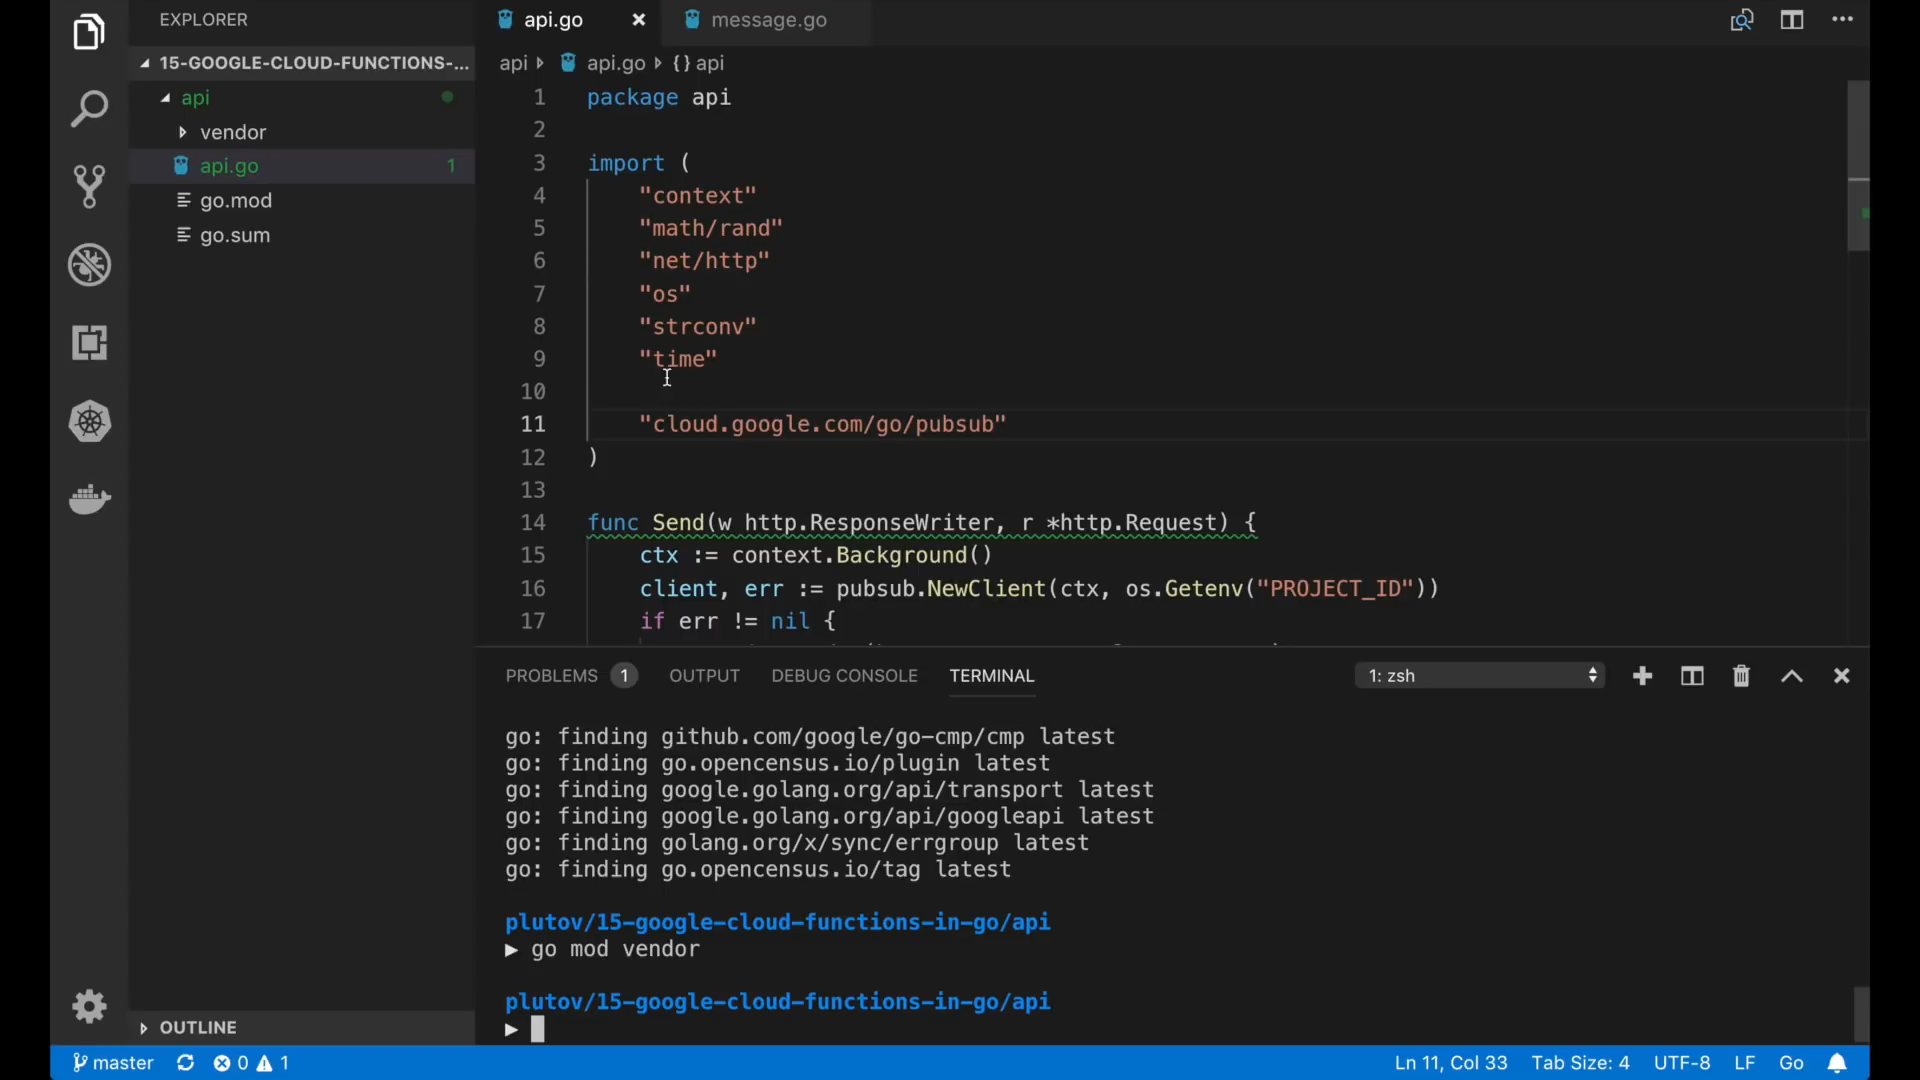 EXPLORER
15-GOOGLE-CLOUD-FUNCTIONS-...
api
vendor
api.go 1
go.mod
go.sum
OUTLINE
api.go
message.go
api api.go {} api
1 package api
2
3 import (
4 "context"
5 "math/rand"
6 "net/http"
7 "os"
8 "strconv"
9 "time"
10
11 "cloud.google.com/go/pubsub"
12 )
13
14 func Send(w http.ResponseWriter, r *http.Request) {
15 ctx := context.Background()
16 client, err := pubsub.NewClient(ctx, os.Getenv("PROJECT_ID"))
17 if err != nil {
PROBLEMS 1 OUTPUT DEBUG CONSOLE TERMINAL 1: zsh
go: finding github.com/google/go-cmp/cmp latest
go: finding go.opencensus.io/plugin latest
go: finding google.golang.org/api/transport latest
go: finding google.golang.org/api/googleapi latest
go: finding golang.org/x/sync/errgroup latest
go: finding go.opencensus.io/tag latest
plutov/15-google-cloud-functions-in-go/api
▶ go mod vendor
plutov/15-google-cloud-functions-in-go/api
▶
master 0 1 Ln 11, Col 33 Tab Size: 4 UTF-8 LF Go